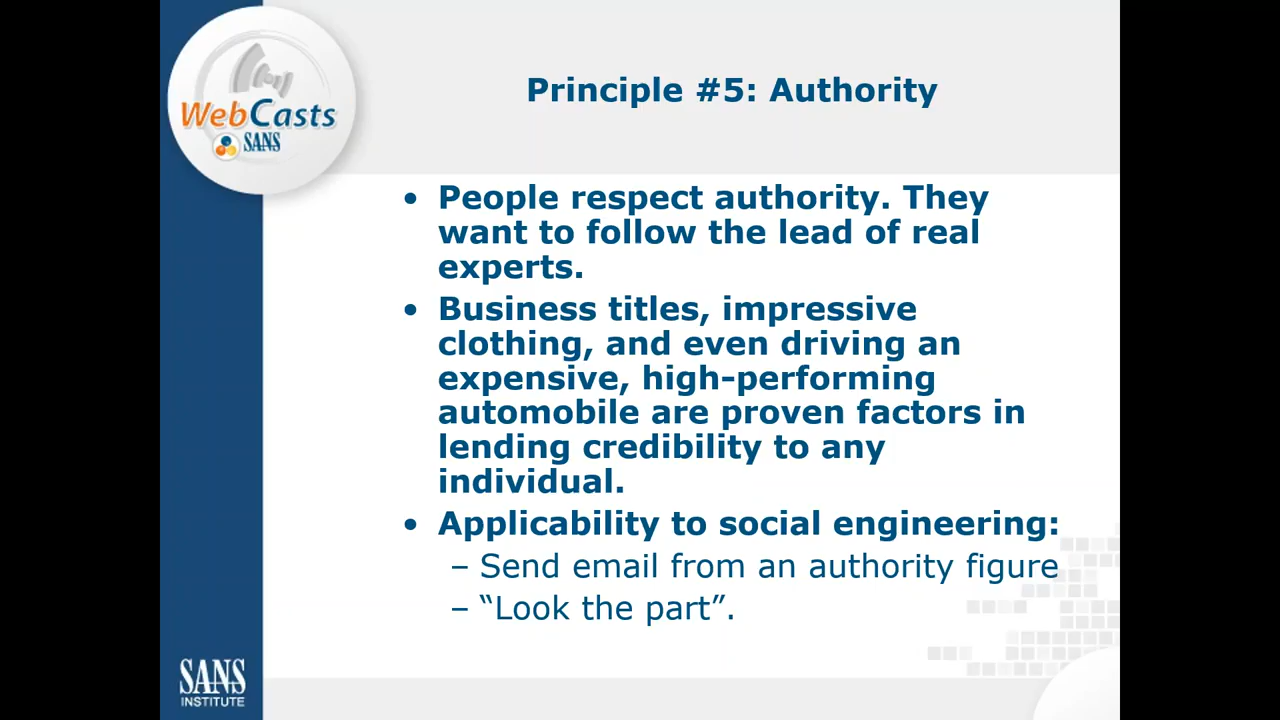 WebCasts
SANS
Principle #5: Authority
• People respect authority. They
want to follow the lead of real
experts.
• Business titles, impressive
clothing, and even driving an
expensive, high-performing
automobile are proven factors in
lending credibility to any
individual.
• Applicability to social engineering:
– Send email from an authority figure
– “Look the part”.
SANS
INSTITUTE